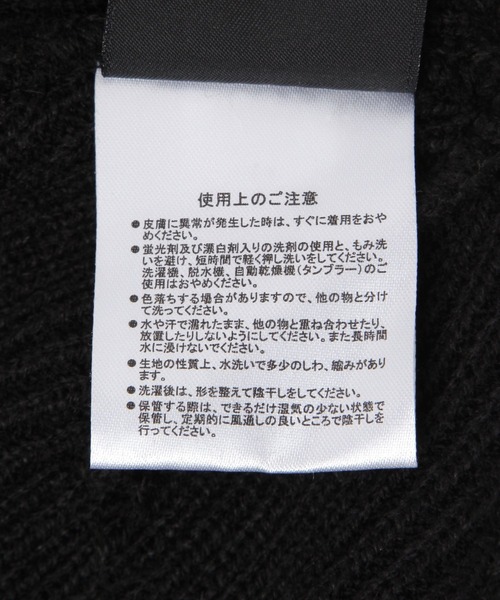 使用上のご注意
●皮膚に異常が発生した時は、すぐに着用をおや
めください。
●蛍光剤及び漂白剤入りの洗剤の使用と、もみ洗
いを避け、短時間で軽く押し洗いをしてください。
洗濯機、脱水機、自動乾燥機(タンブラー)のご
使用はおやめください。
●色落ちする場合がありますので、他の物と分け
て洗ってください。
●水や汗で濡れたまま、他の物と重ね合わせたり、
放置したりしないようにしてください。また長時間
水に浸けないでください。
●生地の性質上、水洗いで多少のしわ、縮みがあり
ます。
●洗濯後は、形を整えて陰干しをしてください。
●保管する際は、できるだけ湿気の少ない状態で
保管し、定期的に風通しの良いところで陰干しを
行ってください。